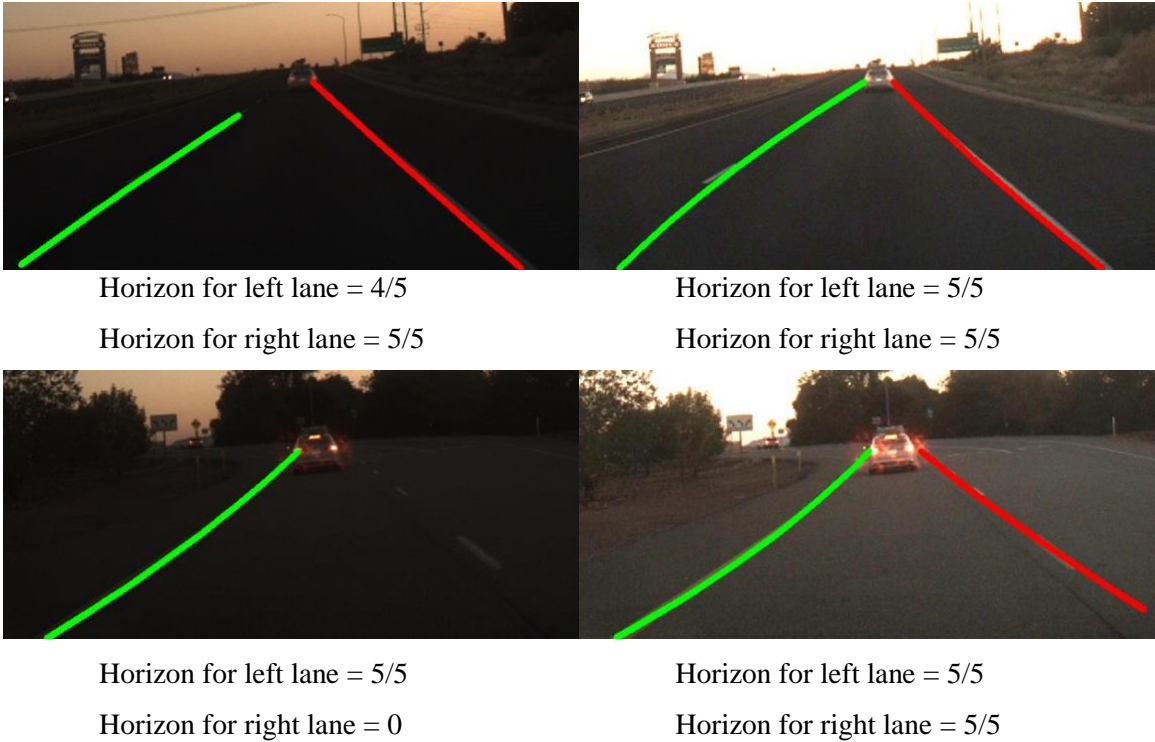 Horizon for left lane = 4/5
Horizon for right lane = 5/5
Horizon for left lane = 5/5
Horizon for right lane = 5/5
Horizon for left lane = 5/5
Horizon for right lane = 0
Horizon for left lane = 5/5
Horizon for right lane = 5/5